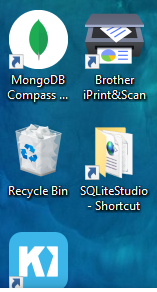 MongoDB
Compass ...
Brother
iPrint&Scan
Recycle Bin
SQLiteStudio
- Shortcut